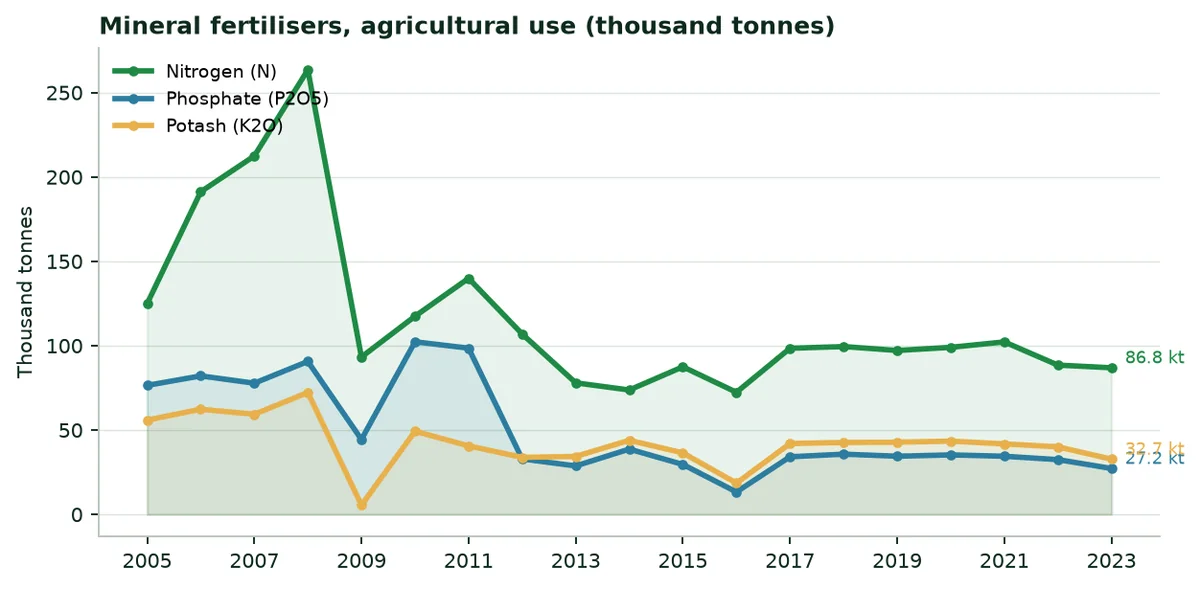 Mineral fertilisers, agricultural use (thousand tonnes)
Nitrogen (N)
Phosphate (P2O5)
Potash (K2O)
Thousand tonnes
250
200
150
100
50
0
86.8 kt
32.7 kt
27.2 kt
2005 2007 2009 2011 2013 2015 2017 2019 2021 2023